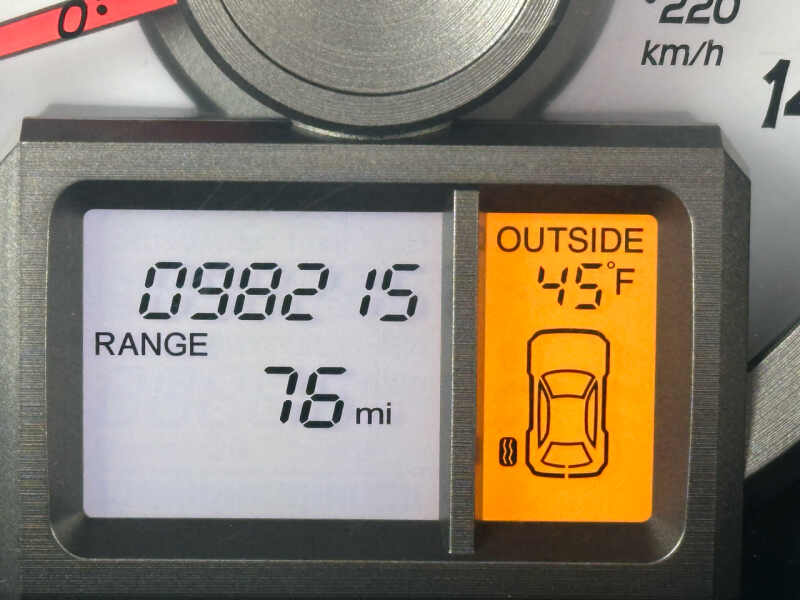 0
220
km/h
14
098215
RANGE
76 mi
OUTSIDE
45°F